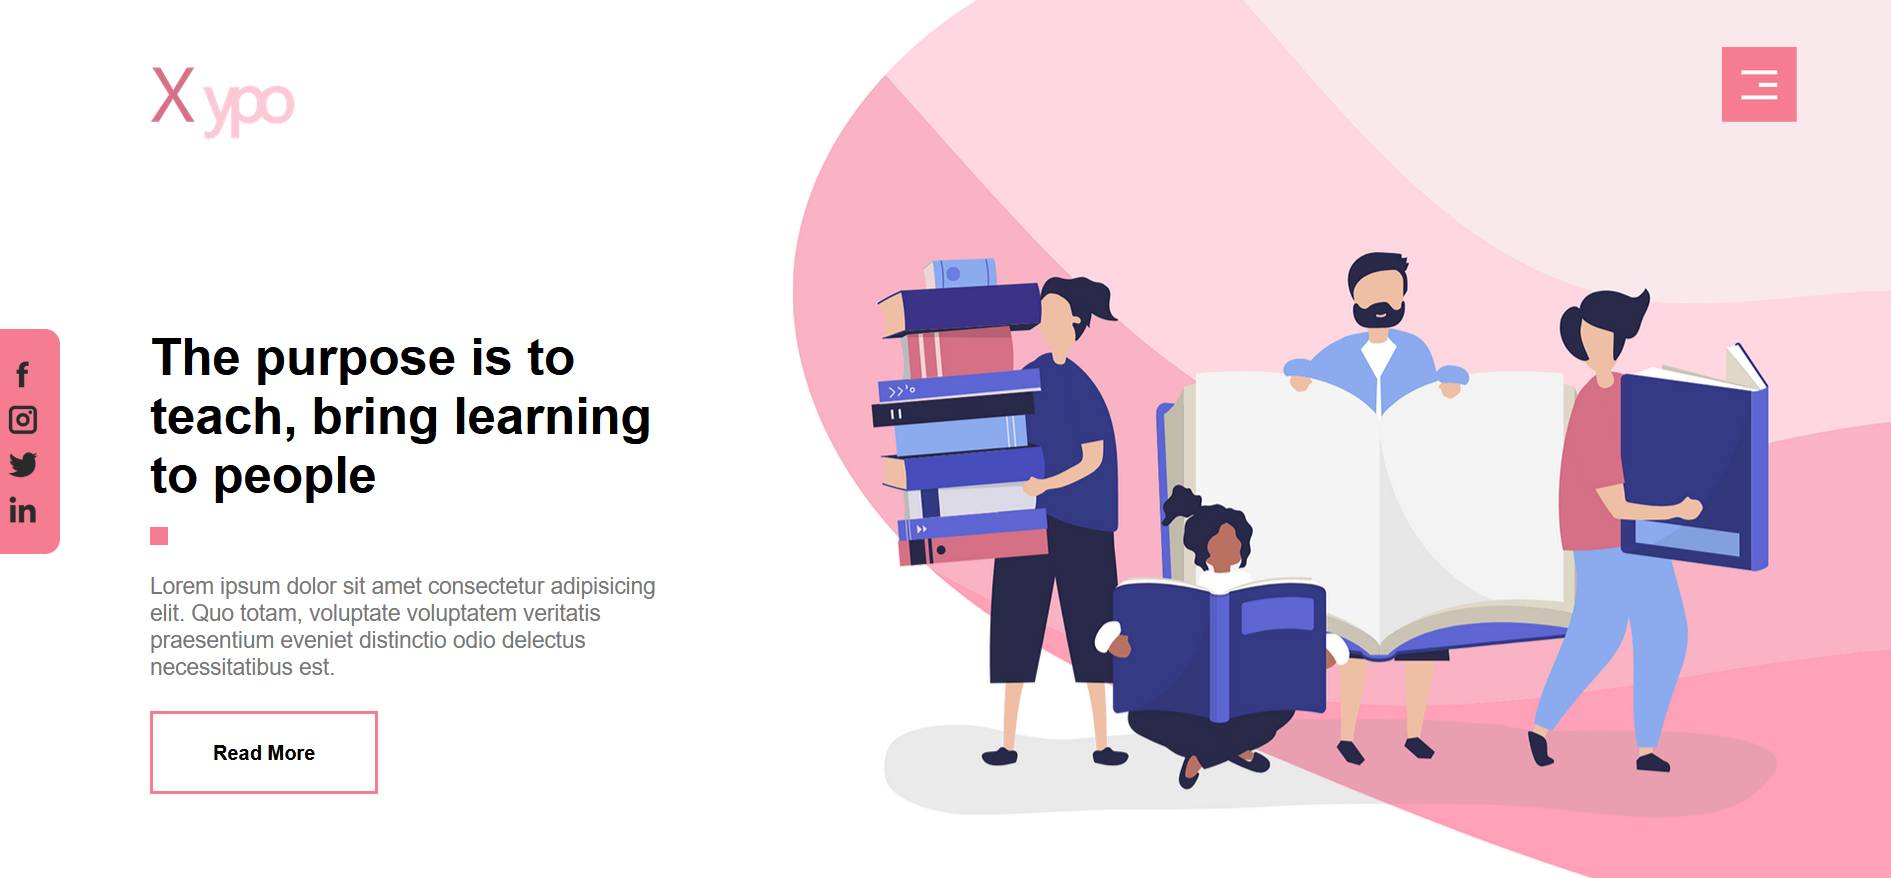 X ypo
The purpose is to
teach, bring learning
to people
Lorem ipsum dolor sit amet consectetur adipisicing
elit. Quo totam, voluptate voluptatem veritatis
praesentium eveniet distinctio odio delectus
necessitatibus est.
Read More